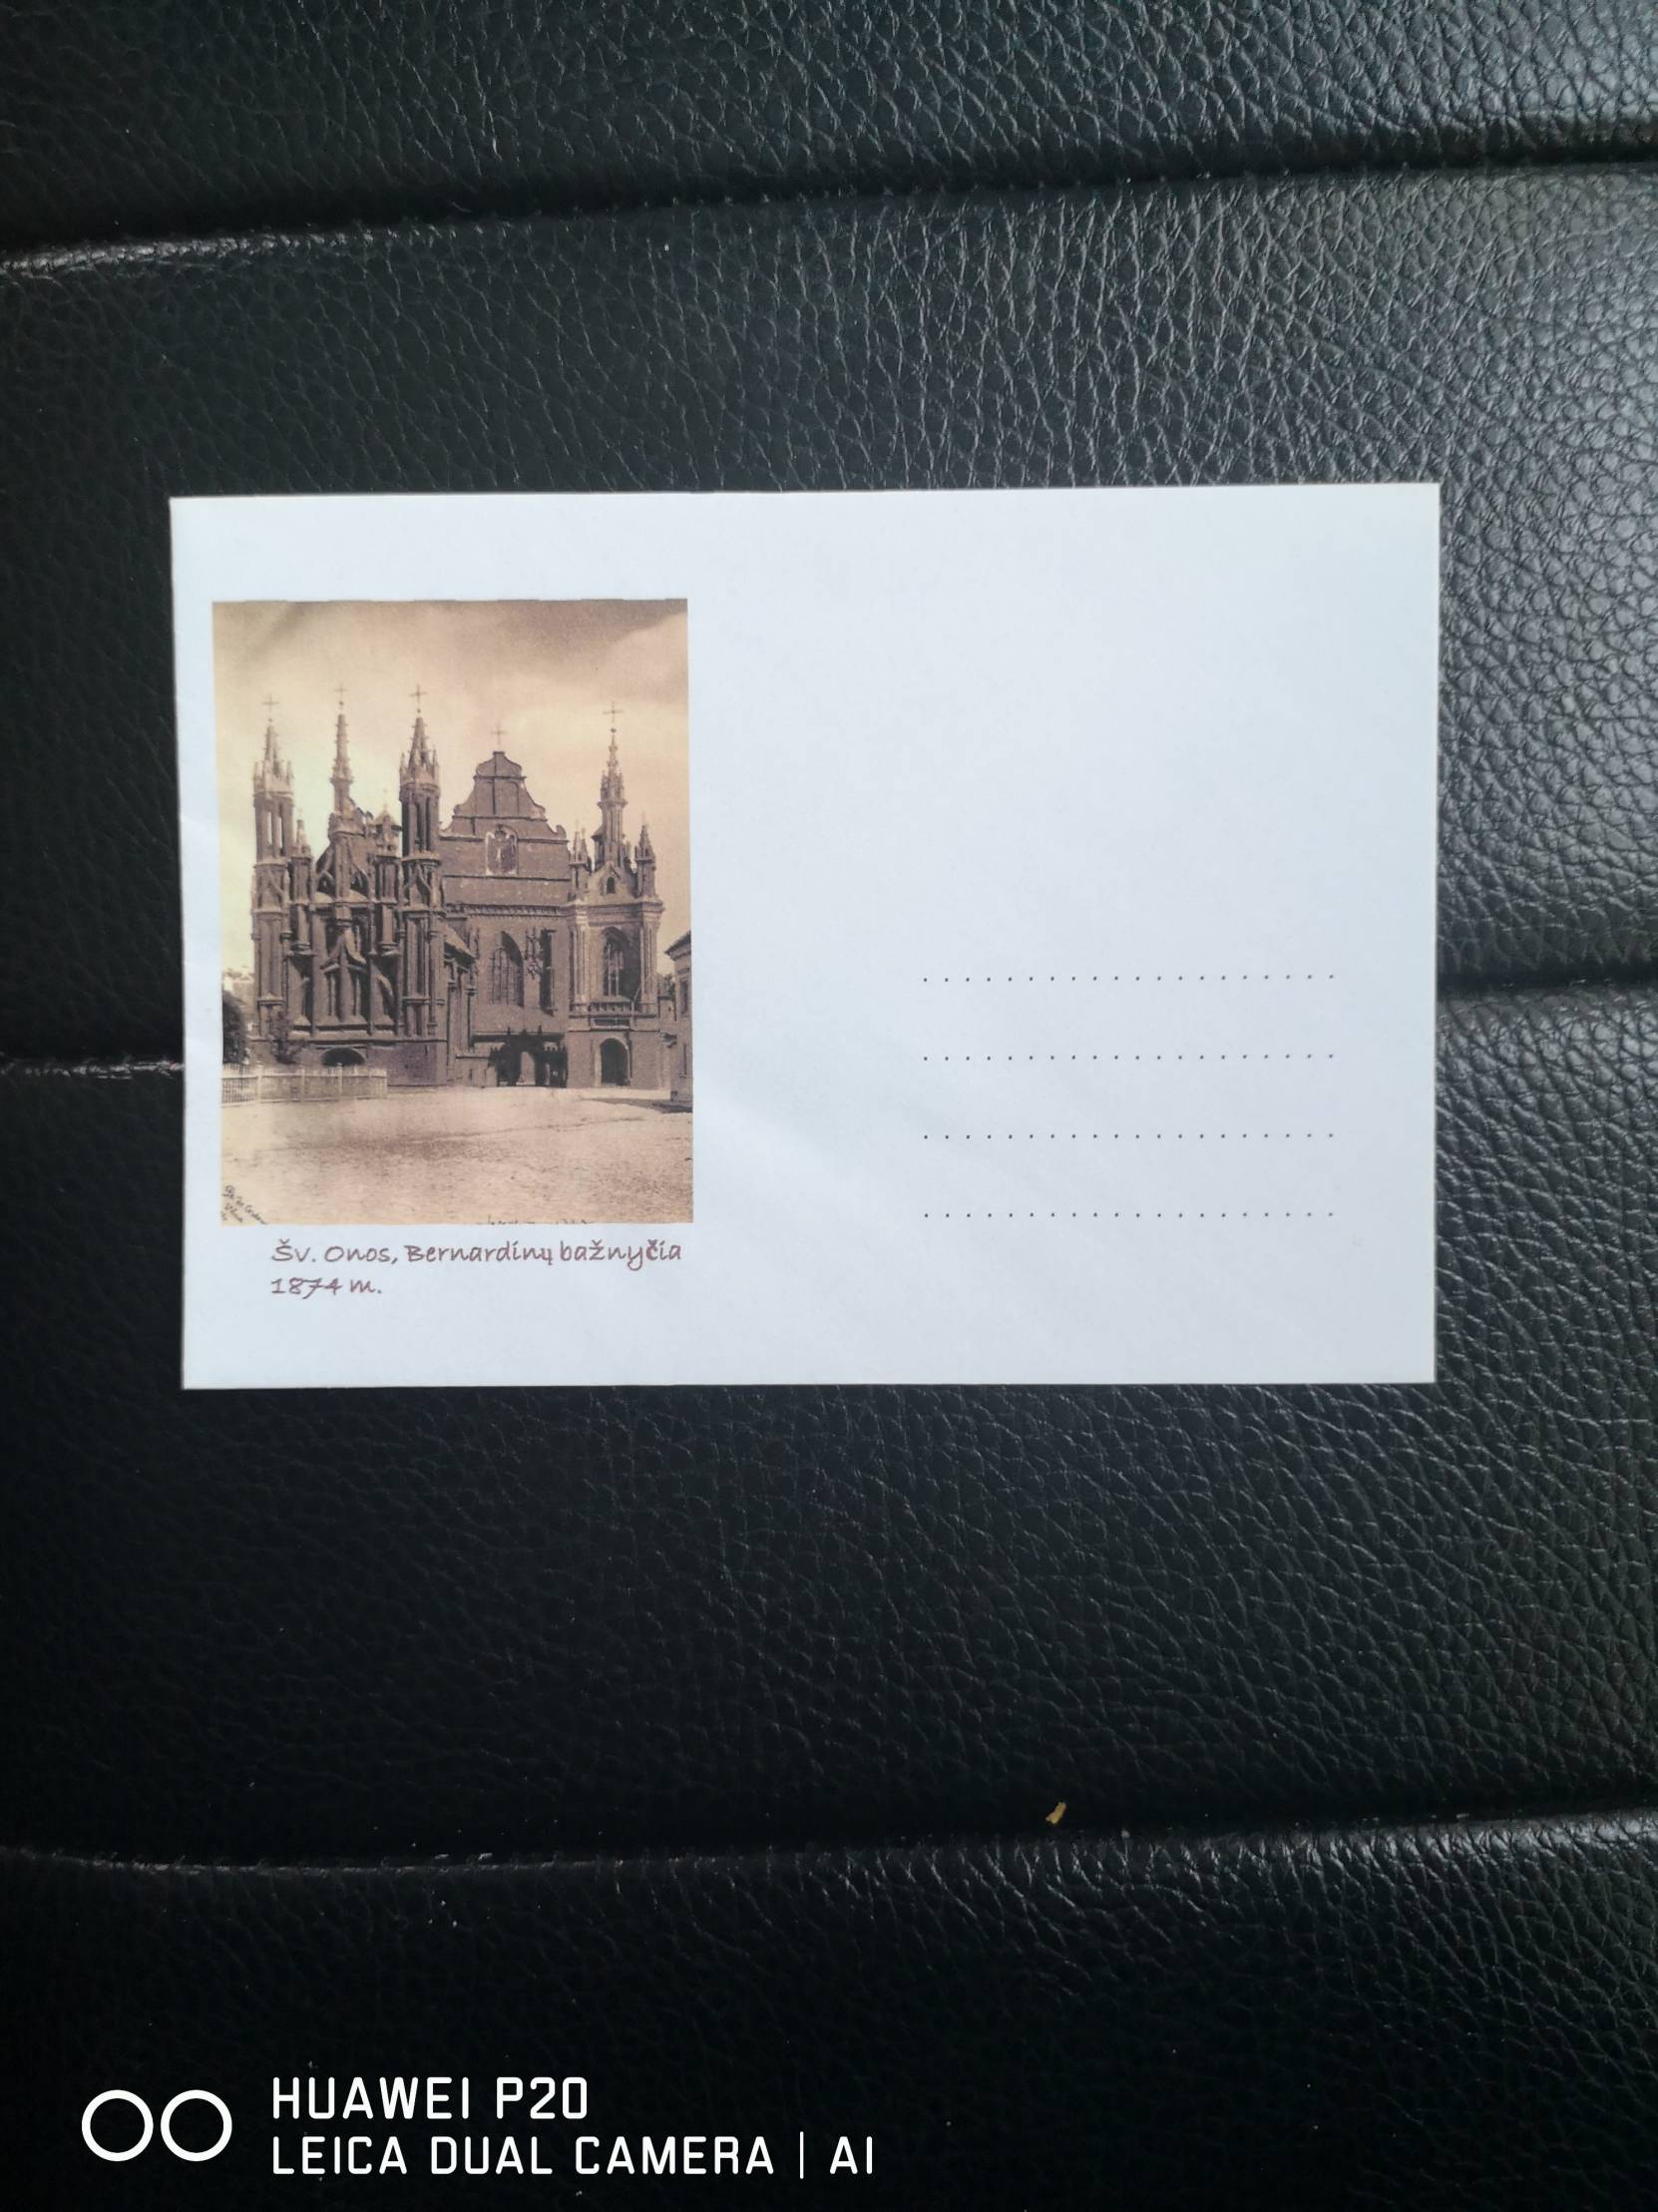 Šv. Onos, Bernardinų bažnyčia
1874 m.
HUAWEI P20
LEICA DUAL CAMERA | AI